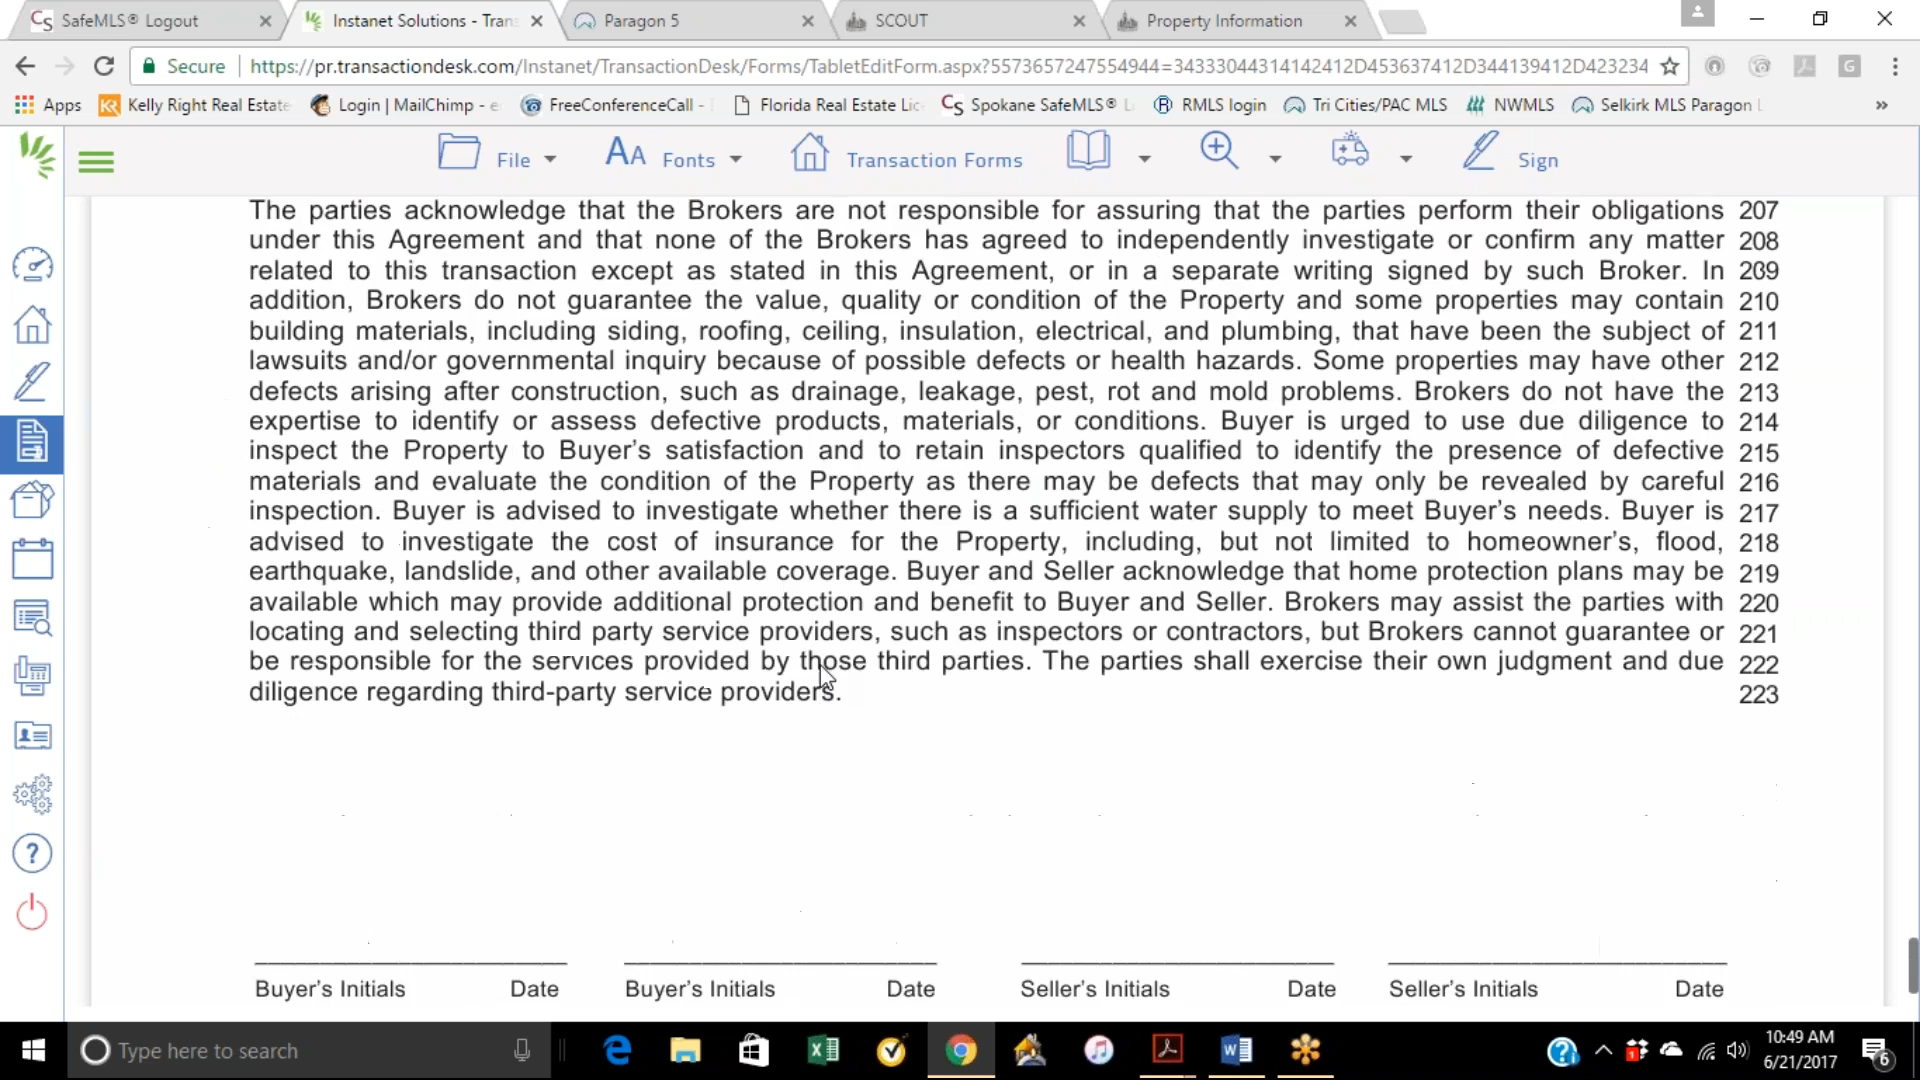 SafeMLS® Logout
Instanet Solutions - Tran
Paragon 5
SCOUT
Property Information
Secure
https://pr.transactiondesk.com/Instanet/TransactionDesk/Forms/TabletEditForm.aspx?5573657247554944=34333044314142412D453637412D344139412D423234
G
Apps
Kelly Right Real Estate
Login | MailChimp - e
FreeConferenceCall -
Florida Real Estate Lic
Spokane SafeMLS® L
RMLS login
Tri Cities/PAC MLS
NWMLS
Selkirk MLS Paragon
»
File
AA Fonts
Transaction Forms
Sign
The parties acknowledge that the Brokers are not responsible for assuring that the parties perform their obligations 207
under this Agreement and that none of the Brokers has agreed to independently investigate or confirm any matter 208
related to this transaction except as stated in this Agreement, or in a separate writing signed by such Broker. In 209
addition, Brokers do not guarantee the value, quality or condition of the Property and some properties may contain 210
building materials, including siding, roofing, ceiling, insulation, electrical, and plumbing, that have been the subject of 211
lawsuits and/or governmental inquiry because of possible defects or health hazards. Some properties may have other 212
defects arising after construction, such as drainage, leakage, pest, rot and mold problems. Brokers do not have the 213
expertise to identify or assess defective products, materials, or conditions. Buyer is urged to use due diligence to 214
inspect the Property to Buyer's satisfaction and to retain inspectors qualified to identify the presence of defective 215
materials and evaluate the condition of the Property as there may be defects that may only be revealed by careful 216
inspection. Buyer is advised to investigate whether there is a sufficient water supply to meet Buyer's needs. Buyer is 217
advised to investigate the cost of insurance for the Property, including, but not limited to homeowner's, flood, 218
earthquake, landslide, and other available coverage. Buyer and Seller acknowledge that home protection plans may be 219
available which may provide additional protection and benefit to Buyer and Seller. Brokers may assist the parties with 220
locating and selecting third party service providers, such as inspectors or contractors, but Brokers cannot guarantee or 221
be responsible for the services provided by those third parties. The parties shall exercise their own judgment and due 222
diligence regarding third-party service providers. 223
Buyer's Initials Date Buyer's Initials Date Seller's Initials Date Seller's Initials Date
Type here to search
10:49 AM
6/21/2017
6